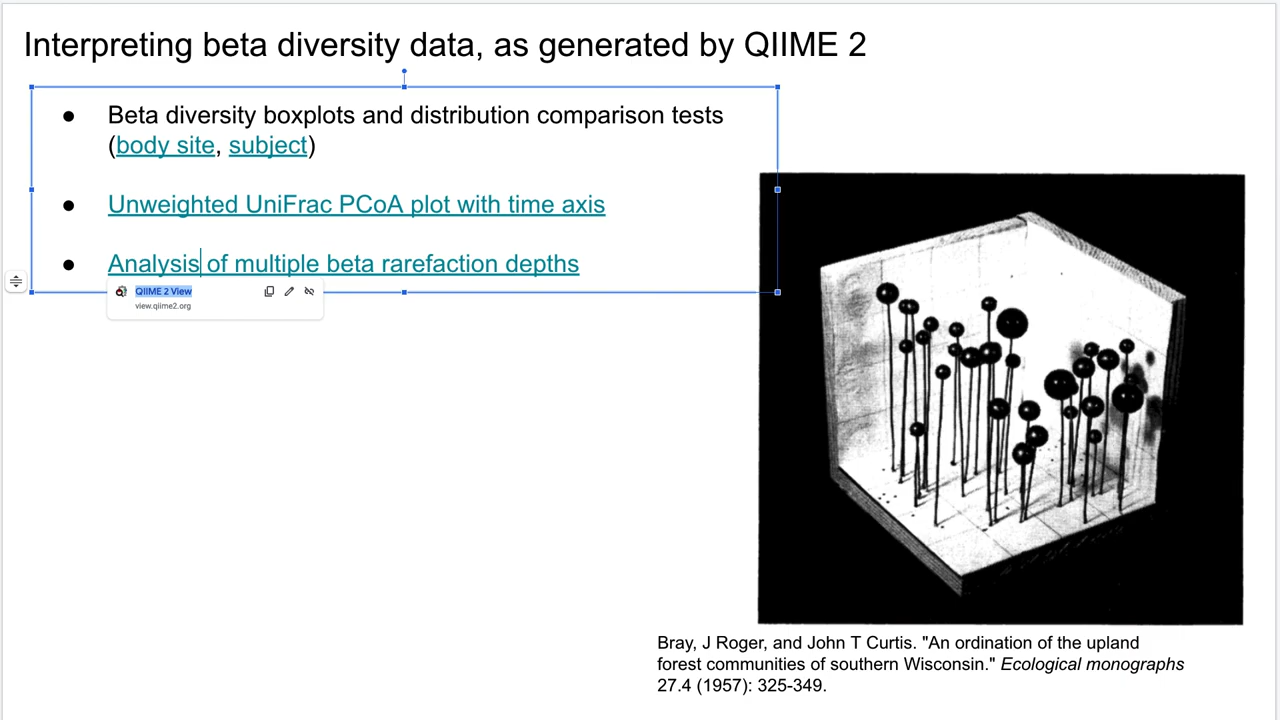 Interpreting beta diversity data, as generated by QIIME 2
● Beta diversity boxplots and distribution comparison tests
(body site, subject)
● Unweighted UniFrac PCoA plot with time axis
● Analysis of multiple beta rarefaction depths
QIIME 2 View
view.qiime2.org
Bray, J Roger, and John T Curtis. "An ordination of the upland
forest communities of southern Wisconsin." Ecological monographs
27.4 (1957): 325-349.